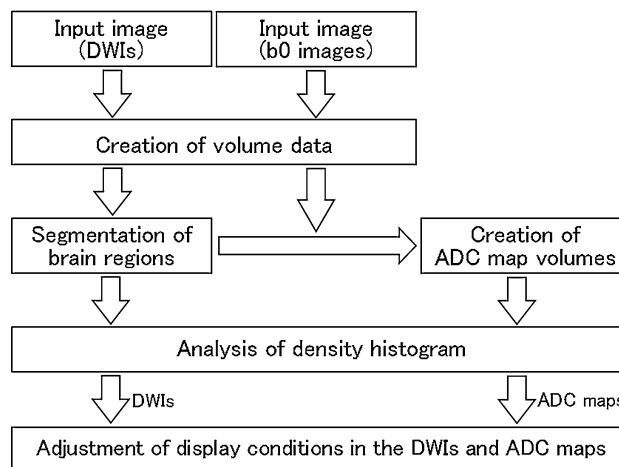 Input image
(DWIs)
Input image
(b0 images)
Creation of volume data
Segmentation of
brain regions
Creation of
ADC map volumes
Analysis of density histogram
DWIs
ADC maps
Adjustment of display conditions in the DWIs and ADC maps